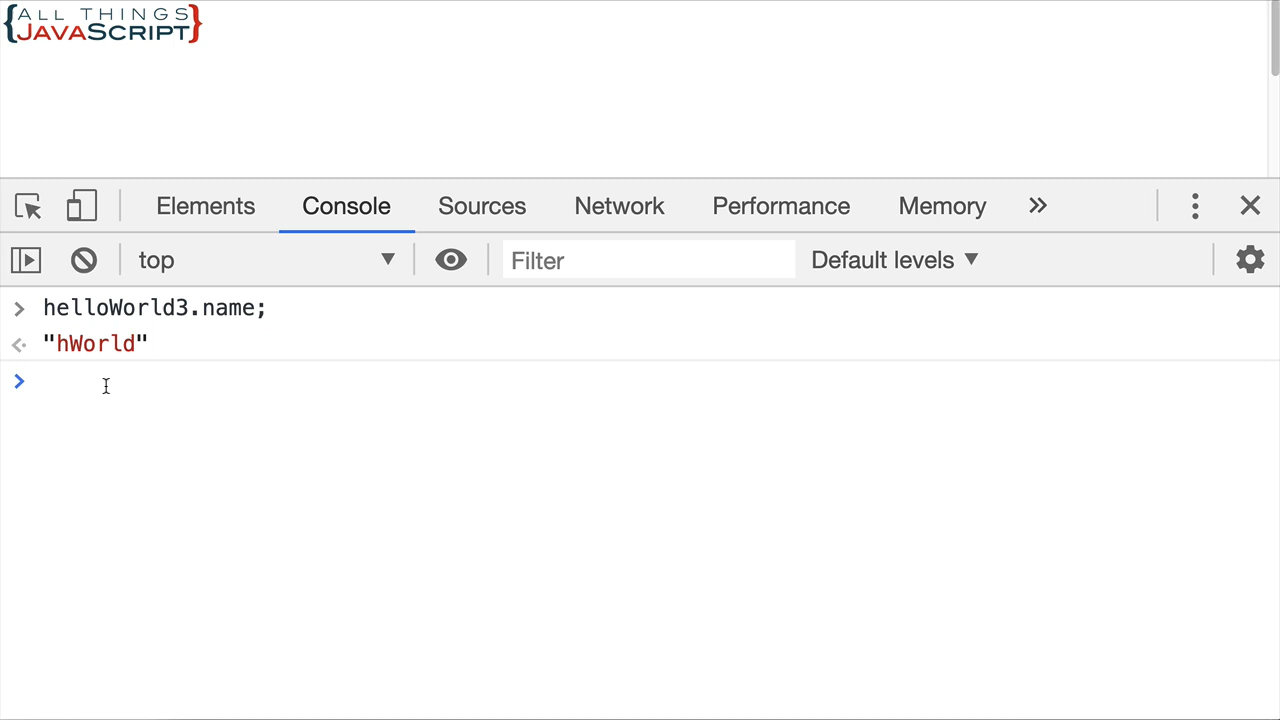 {ALL THINGS
JAVASCRIPT}
Elements Console Sources Network Performance Memory »
top ▼ Filter Default levels ▼
> helloWorld3.name;
<· "hWorld"
>